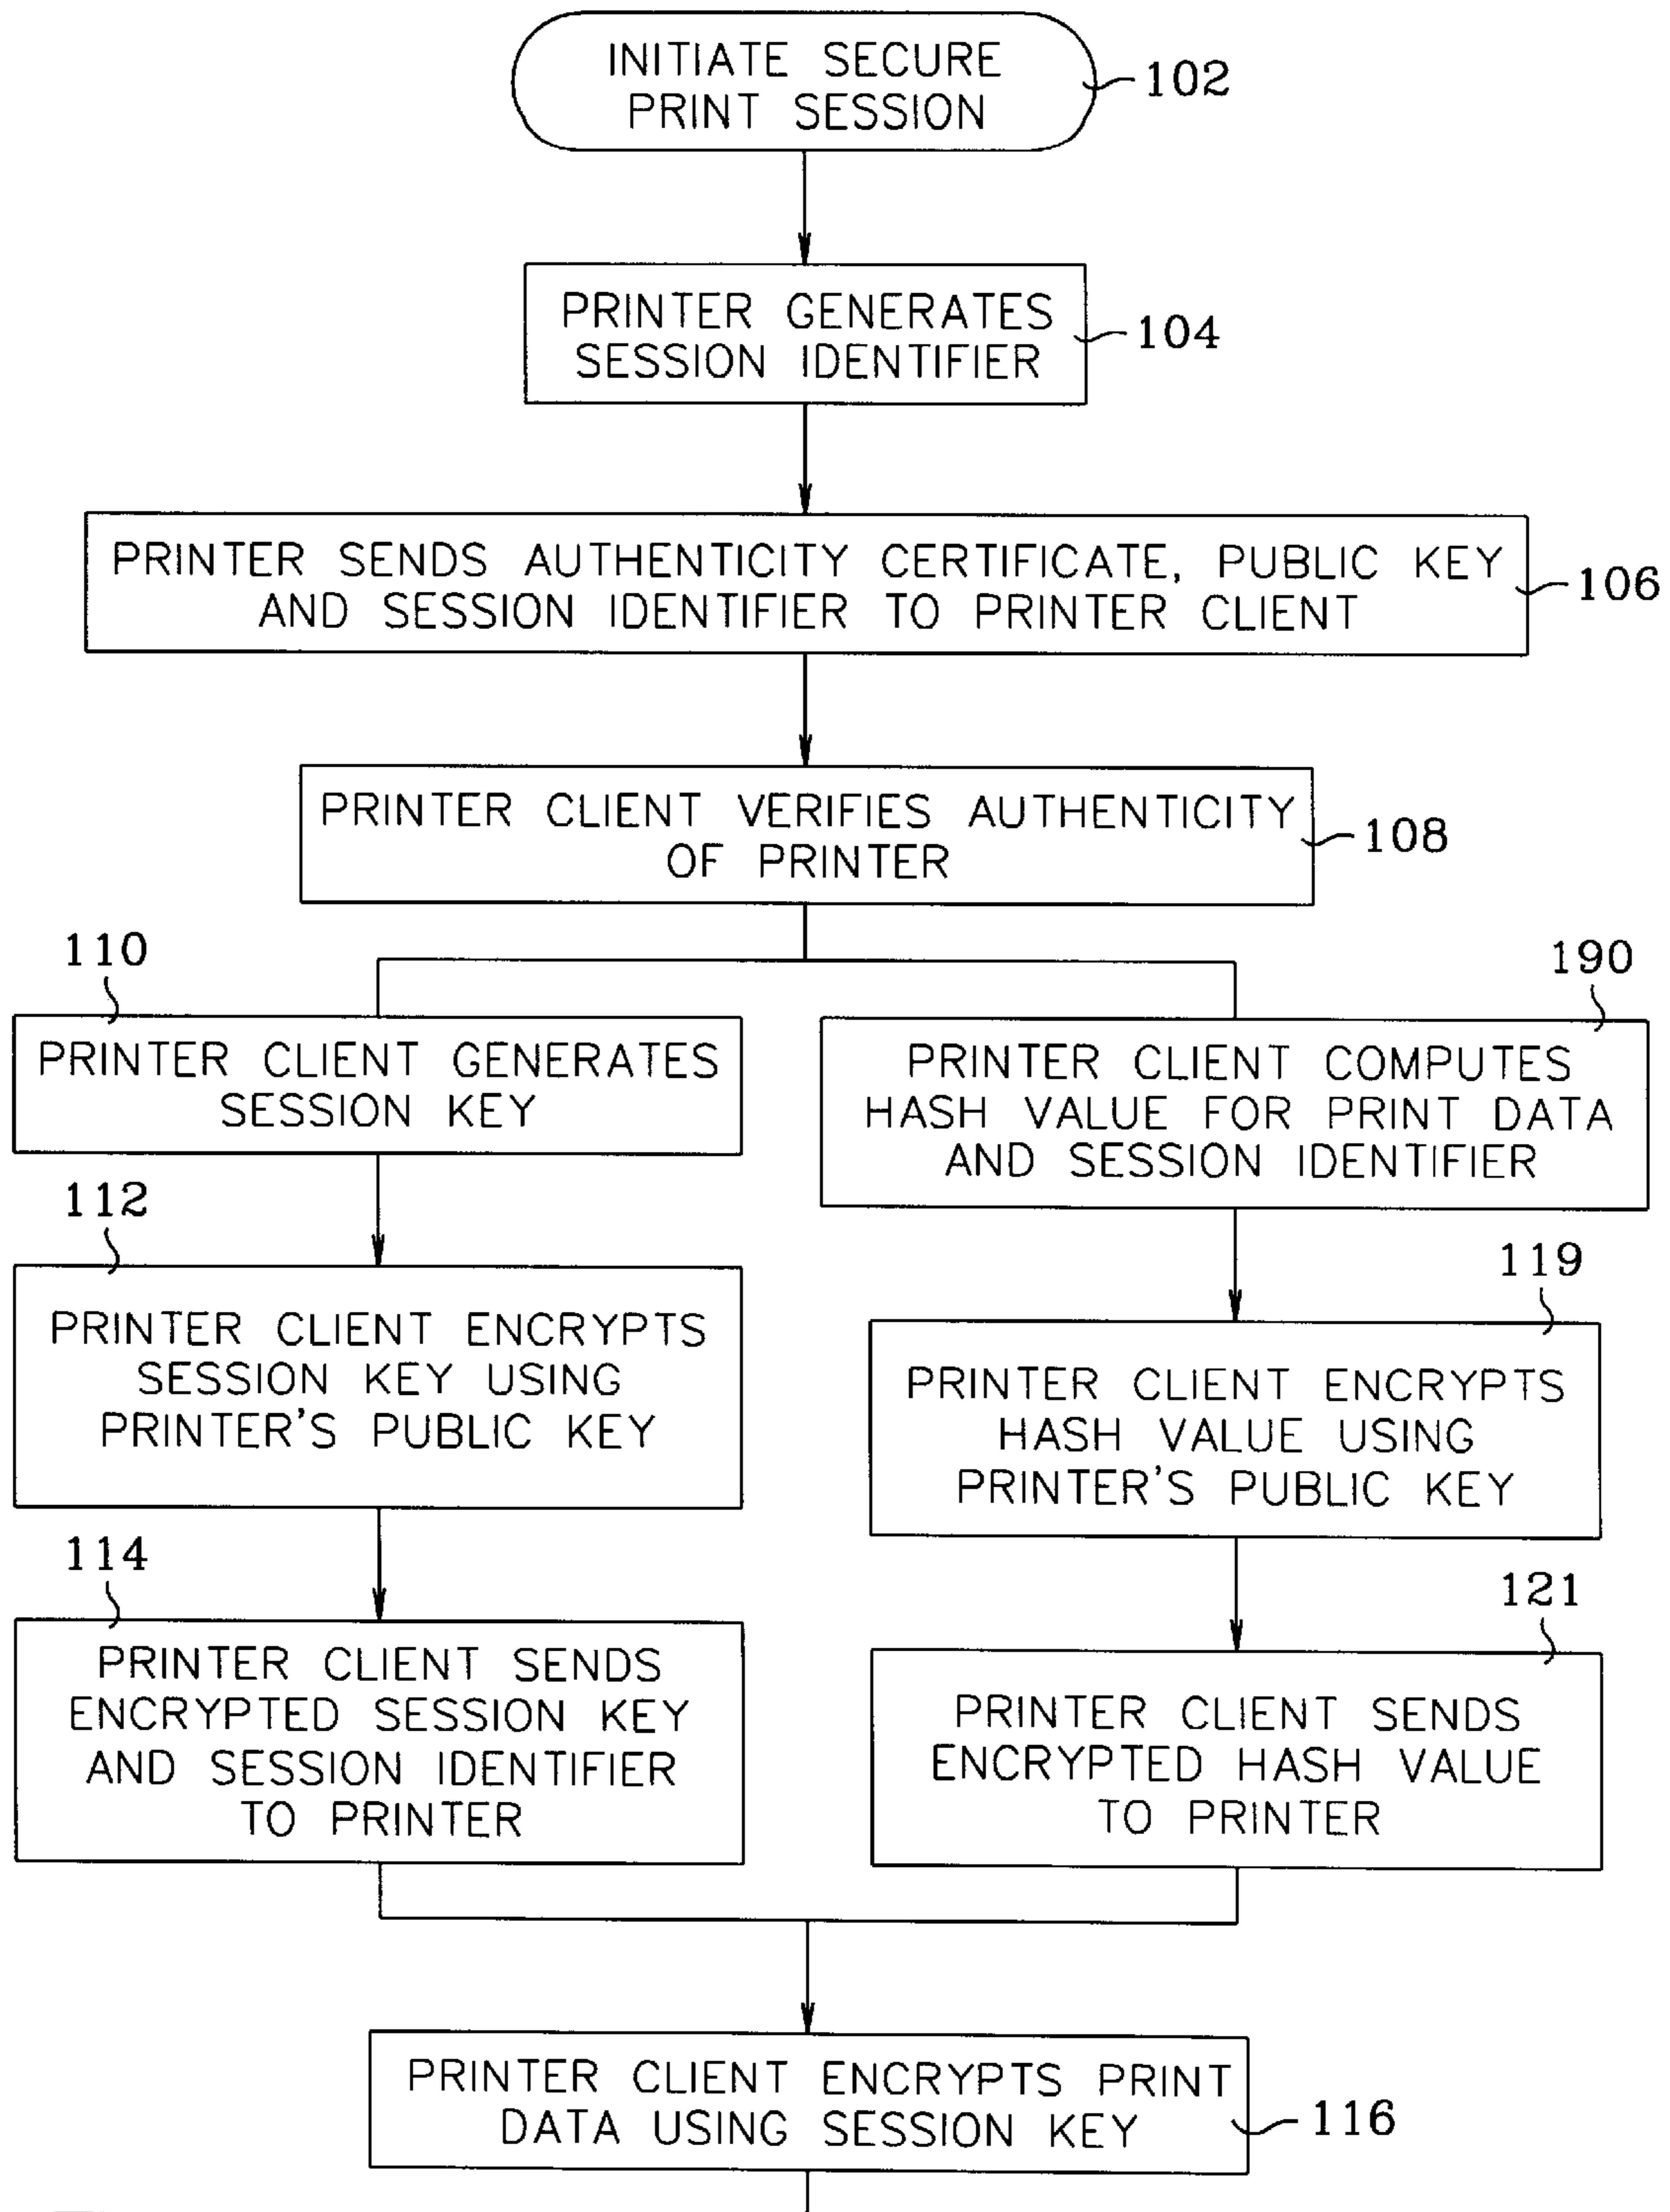 INITIATE SECURE
PRINT SESSION
102
PRINTER GENERATES
SESSION IDENTIFIER
104
PRINTER SENDS AUTHENTICITY CERTIFICATE, PUBLIC KEY
AND SESSION IDENTIFIER TO PRINTER CLIENT
106
PRINTER CLIENT VERIFIES AUTHENTICITY
OF PRINTER
108
110
PRINTER CLIENT GENERATES
SESSION KEY
112
PRINTER CLIENT ENCRYPTS
SESSION KEY USING
PRINTER'S PUBLIC KEY
114
PRINTER CLIENT SENDS
ENCRYPTED SESSION KEY
AND SESSION IDENTIFIER
TO PRINTER
190
PRINTER CLIENT COMPUTES
HASH VALUE FOR PRINT DATA
AND SESSION IDENTIFIER
119
PRINTER CLIENT ENCRYPTS
HASH VALUE USING
PRINTER'S PUBLIC KEY
121
PRINTER CLIENT SENDS
ENCRYPTED HASH VALUE
TO PRINTER
PRINTER CLIENT ENCRYPTS PRINT
DATA USING SESSION KEY
116